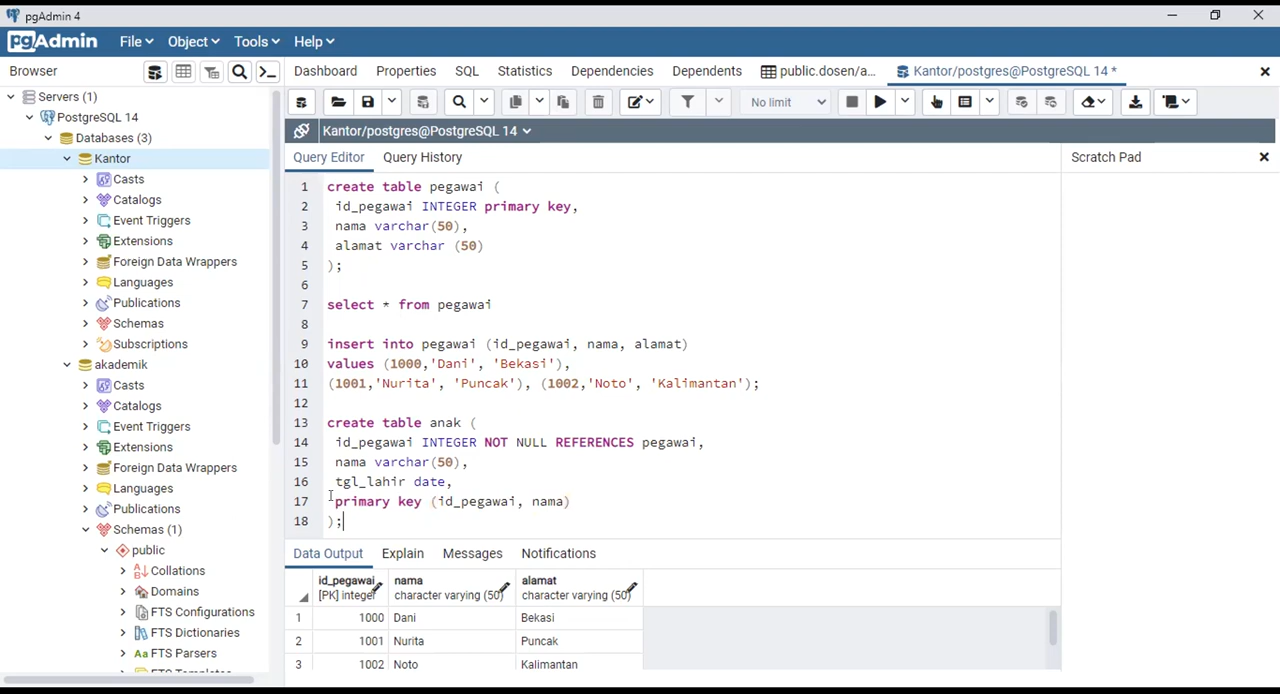 pgAdmin 4
pgAdmin File Object Tools Help
Browser
Dashboard Properties SQL Statistics Dependencies Dependents public.dosen/a... Kantor/postgres@PostgreSQL 14 *
No limit
Kantor/postgres@PostgreSQL 14
Query Editor Query History
Scratch Pad
Servers (1)
PostgreSQL 14
Databases (3)
Kantor
Casts
Catalogs
Event Triggers
Extensions
Foreign Data Wrappers
Languages
Publications
Schemas
Subscriptions
akademik
Casts
Catalogs
Event Triggers
Extensions
Foreign Data Wrappers
Languages
Publications
Schemas (1)
public
Collations
Domains
FTS Configurations
FTS Dictionaries
FTS Parsers
1 create table pegawai (
2 id_pegawai INTEGER primary key,
3 nama varchar(50),
4 alamat varchar (50)
5 );
6
7 select * from pegawai
8
9 insert into pegawai (id_pegawai, nama, alamat)
10 values (1000,'Dani', 'Bekasi'),
11 (1001,'Nurita', 'Puncak'), (1002,'Noto', 'Kalimantan');
12
13 create table anak (
14 id_pegawai INTEGER NOT NULL REFERENCES pegawai,
15 nama varchar(50),
16 tgl_lahir date,
17 primary key (id_pegawai, nama)
18 );
Data Output Explain Messages Notifications
id_pegawai nama alamat
[PK] integer character varying (50) character varying (50)
1 1000 Dani Bekasi
2 1001 Nurita Puncak
3 1002 Noto Kalimantan